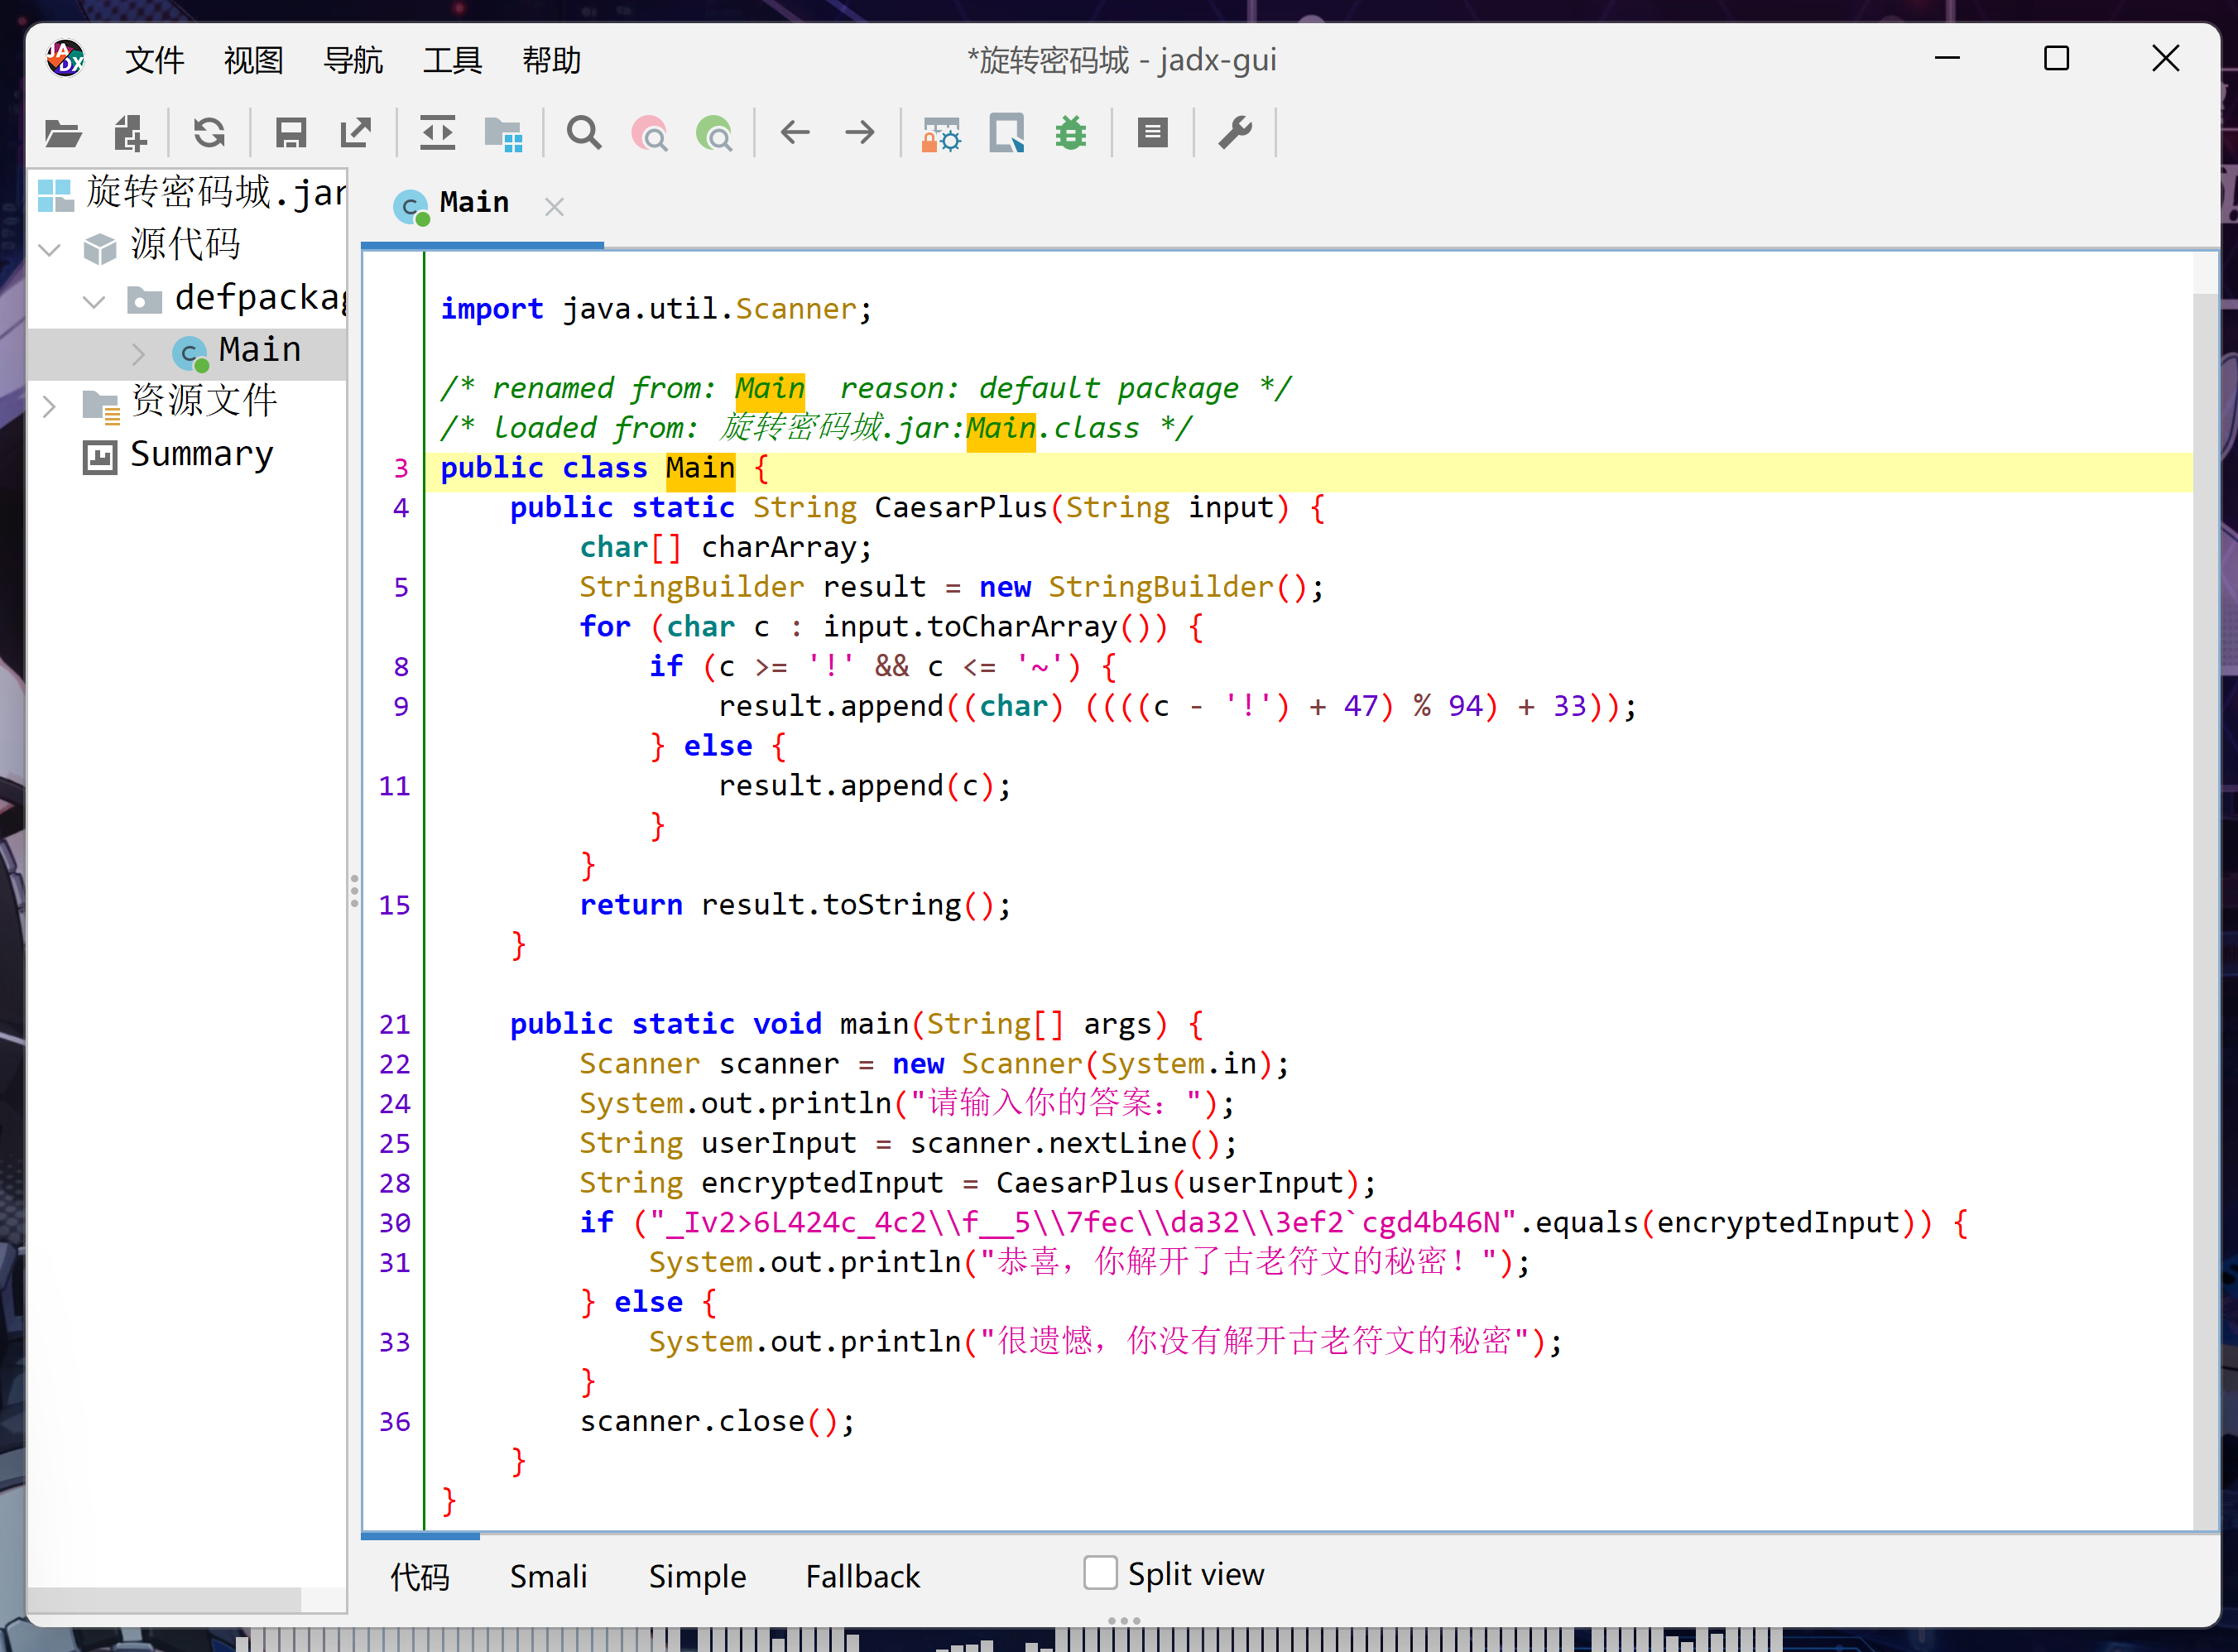 文件 视图 导航 工具 帮助
*旋转密码城 - jadx-gui
旋转密码城.jar
源代码
defpackag
Main
资源文件
Summary
Main
import java.util.Scanner;
/* renamed from: Main  reason: default package */
/* loaded from: 旋转密码城.jar:Main.class */
3 public class Main {
4     public static String CaesarPlus(String input) {
        char[] charArray;
5         StringBuilder result = new StringBuilder();
        for (char c : input.toCharArray()) {
8             if (c >= '!' && c <= '~') {
9                 result.append((char) ((((c - '!') + 47) % 94) + 33));
            } else {
11                 result.append(c);
            }
        }
15         return result.toString();
    }
21     public static void main(String[] args) {
22         Scanner scanner = new Scanner(System.in);
24         System.out.println("请输入你的答案：");
25         String userInput = scanner.nextLine();
28         String encryptedInput = CaesarPlus(userInput);
30         if ("_Iv2>6L424c_4c2\\f__5\\7fec\\da32\\3ef2`cgd4b46N".equals(encryptedInput)) {
31             System.out.println("恭喜，你解开了古老符文的秘密！");
        } else {
33             System.out.println("很遗憾，你没有解开古老符文的秘密");
        }
36         scanner.close();
    }
}
代码 Smali Simple Fallback Split view